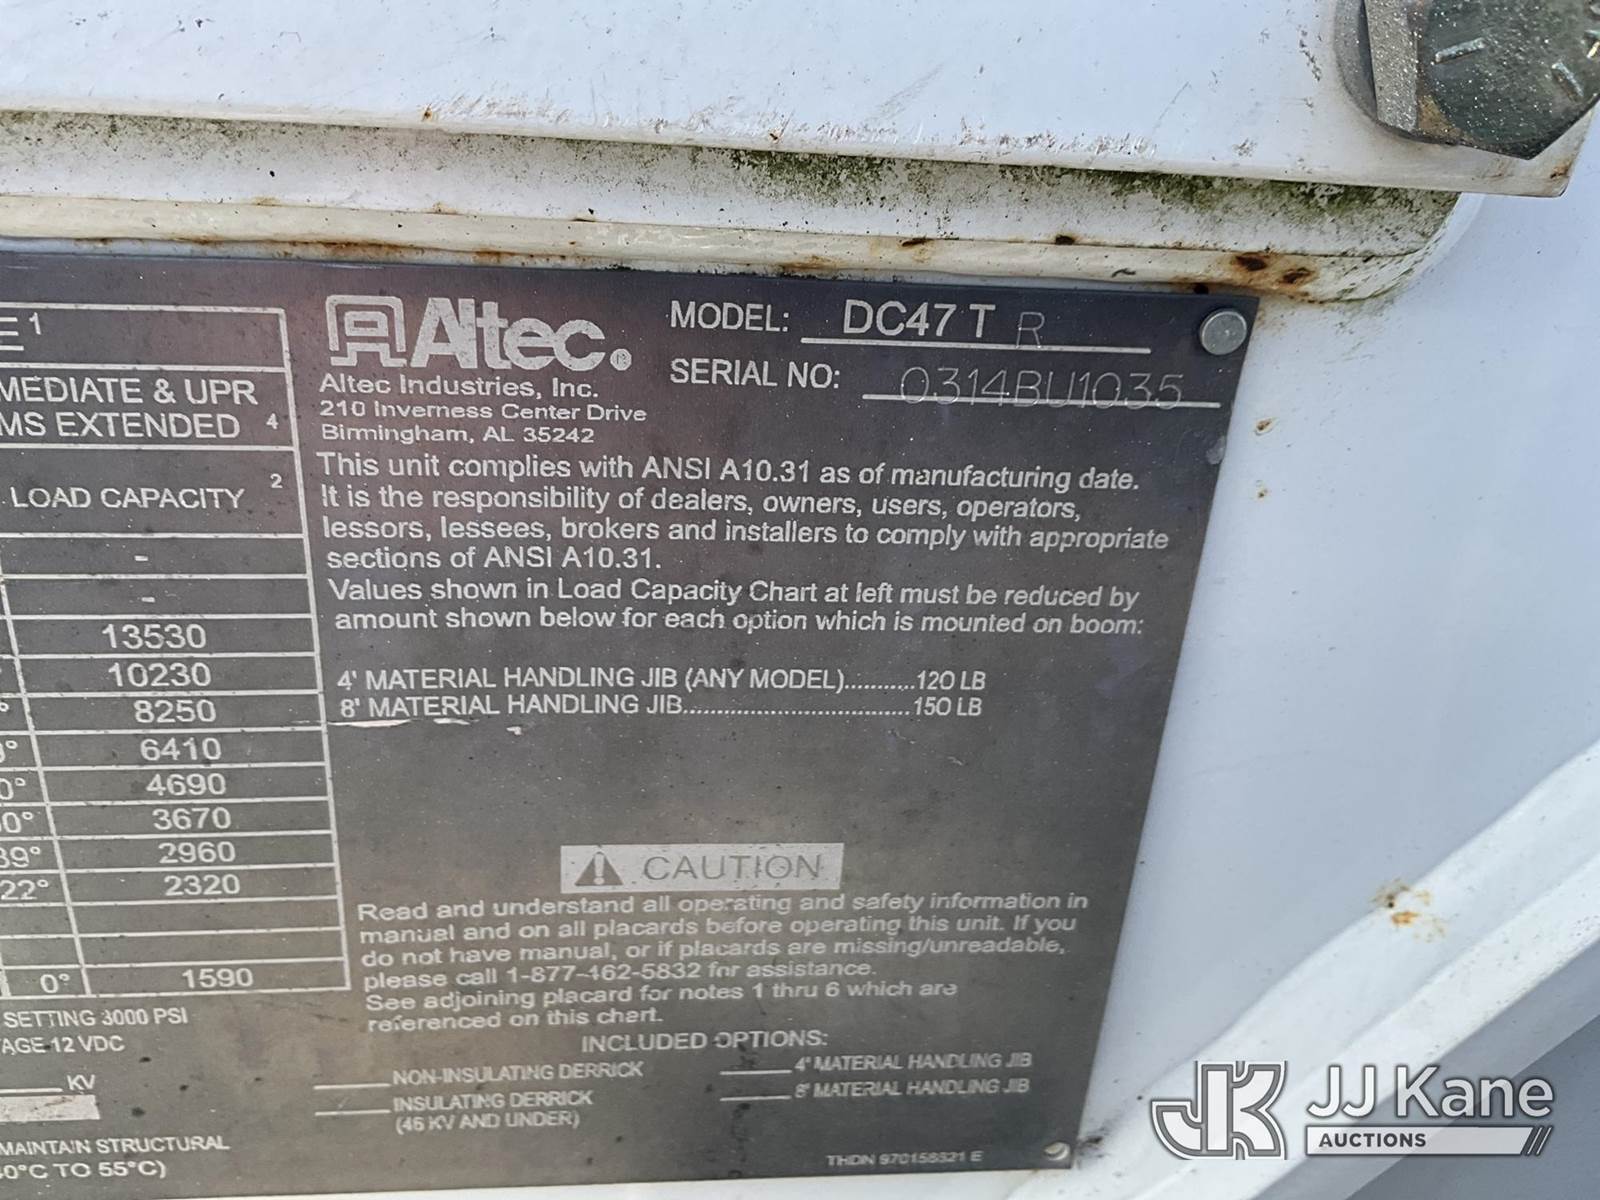 1
MEDIATE & UPR
MS EXTENDED 4
LOAD CAPACITY 2
-
-
13530
10230
8250
6410
0° 4690
0° 3670
39° 2960
22° 2320
0° 1590
SETTING 3000 PSI
AGE 12 VDC
KV
MAINTAIN STRUCTURAL
0°C TO 55°C)
Altec®
Altec Industries, Inc.
210 Inverness Center Drive
Birmingham, AL 35242
MODEL: DC47 T R
SERIAL NO: 0314BU1035
This unit complies with ANSI A10.31 as of manufacturing date.
It is the responsibility of dealers, owners, users, operators,
lessors, lessees, brokers and installers to comply with appropriate
sections of ANSI A10.31.
Values shown in Load Capacity Chart at left must be reduced by
amount shown below for each option which is mounted on boom:
4' MATERIAL HANDLING JIB (ANY MODEL)...........120 LB
8' MATERIAL HANDLING JIB..................................150 LB
CAUTION
Read and understand all operating and safety information in
manual and on all placards before operating this unit. If you
do not have manual, or if placards are missing/unreadable,
please call 1-877-462-5832 for assistance.
See adjoining placard for notes 1 thru 6 which are
referenced on this chart.
INCLUDED OPTIONS:
NON-INSULATING DERRICK
INSULATING DERRICK
(46 KV AND UNDER)
4' MATERIAL HANDLING JIB
8' MATERIAL HANDLING JIB
THDN 970158321 E
JK JJ Kane
AUCTIONS